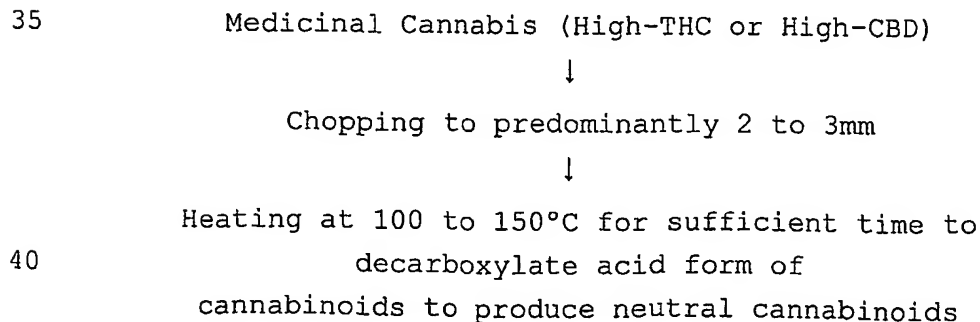 35 Medicinal Cannabis (High-THC or High-CBD)
↓
Chopping to predominantly 2 to 3mm
↓
Heating at 100 to 150°C for sufficient time to
40 decarboxylate acid form of
cannabinoids to produce neutral cannabinoids